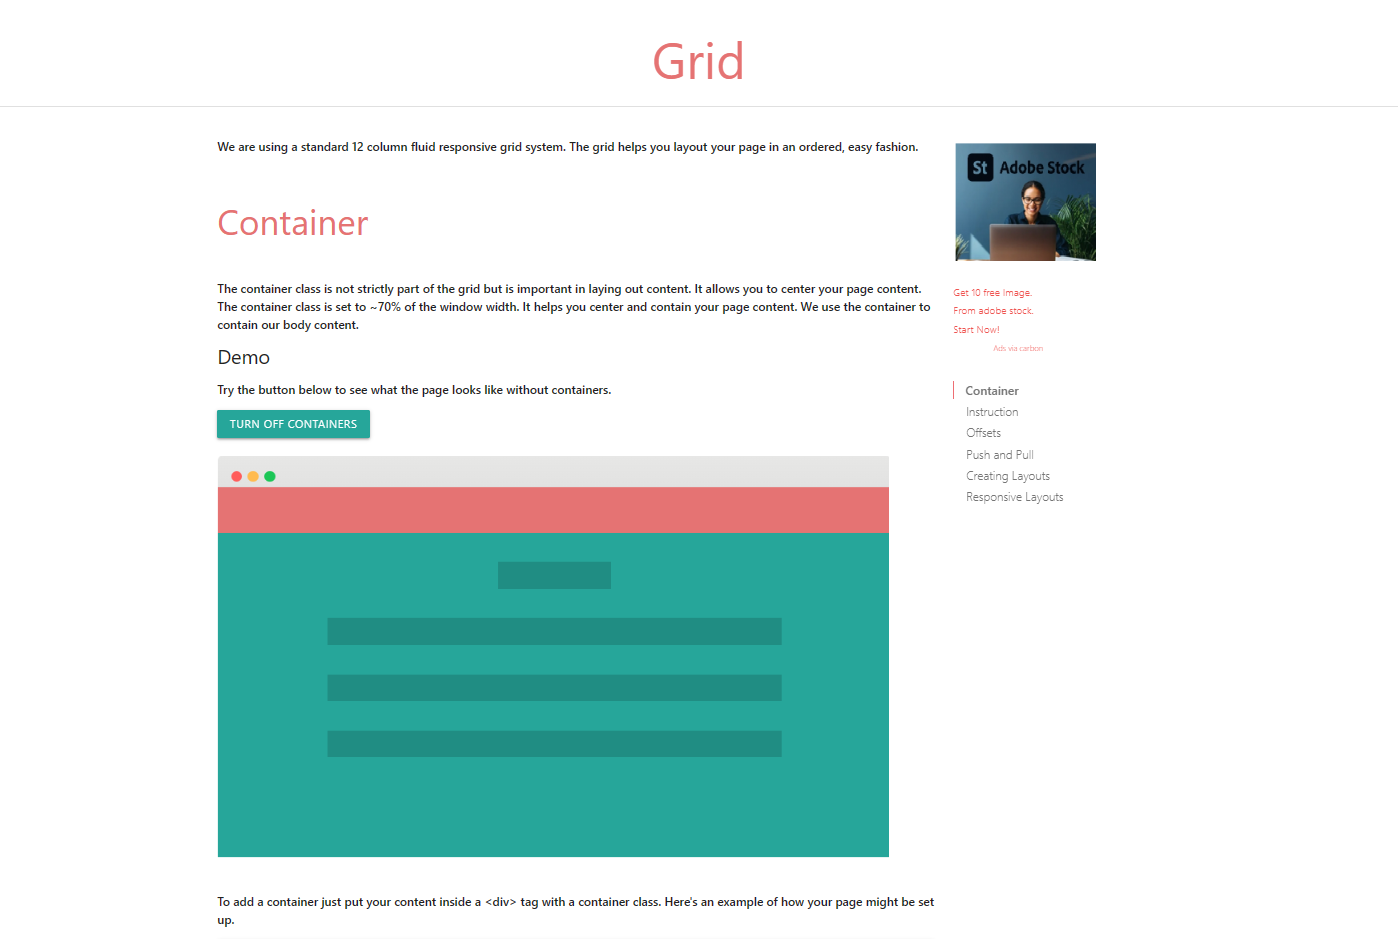 Grid
We are using a standard 12 column fluid responsive grid system. The grid helps you layout your page in an ordered, easy fashion.
Container
The container class is not strictly part of the grid but is important in laying out content. It allows you to center your page content.
The container class is set to ~70% of the window width. It helps you center and contain your page content. We use the container to
contain our body content.
Demo
Try the button below to see what the page looks like without containers.
TURN OFF CONTAINERS
To add a container just put your content inside a <div> tag with a container class. Here's an example of how your page might be set
up.
St Adobe Stock
Get 10 free Image.
From adobe stock.
Start Now!
Ads via carbon
Container
Instruction
Offsets
Push and Pull
Creating Layouts
Responsive Layouts